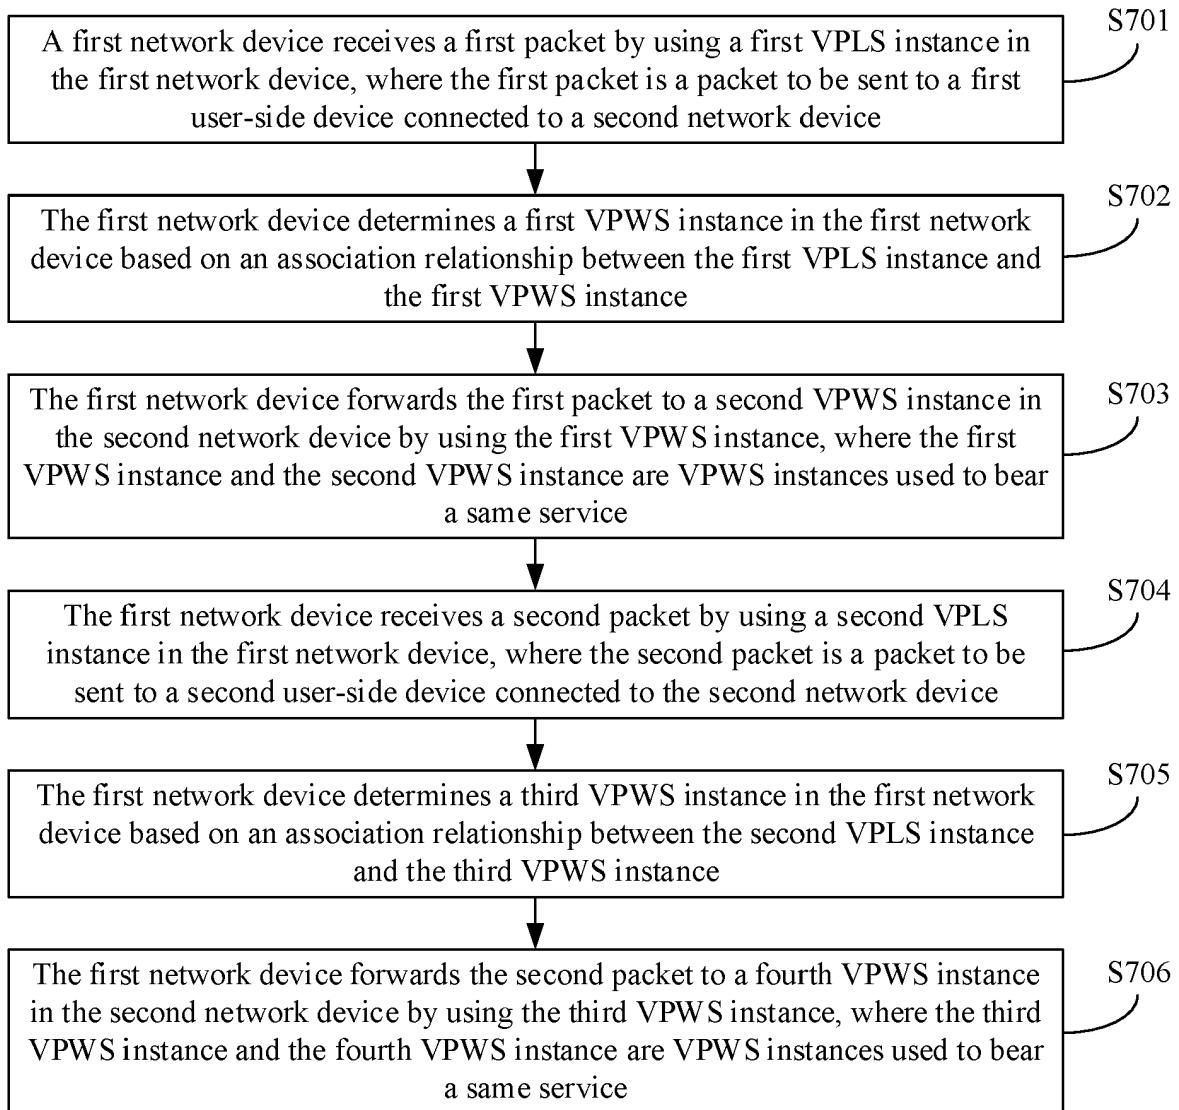 S701
A first network device receives a first packet by using a first VPLS instance in
the first network device, where the first packet is a packet to be sent to a first
user-side device connected to a second network device
S702
The first network device determines a first VPWS instance in the first network
device based on an association relationship between the first VPLS instance and
the first VPWS instance
S703
The first network device forwards the first packet to a second VPWS instance in
the second network device by using the first VPWS instance, where the first
VPWS instance and the second VPWS instance are VPWS instances used to bear
a same service
S704
The first network device receives a second packet by using a second VPLS
instance in the first network device, where the second packet is a packet to be
sent to a second user-side device connected to the second network device
S705
The first network device determines a third VPWS instance in the first network
device based on an association relationship between the second VPLS instance
and the third VPWS instance
S706
The first network device forwards the second packet to a fourth VPWS instance
in the second network device by using the third VPWS instance, where the third
VPWS instance and the fourth VPWS instance are VPWS instances used to bear
a same service